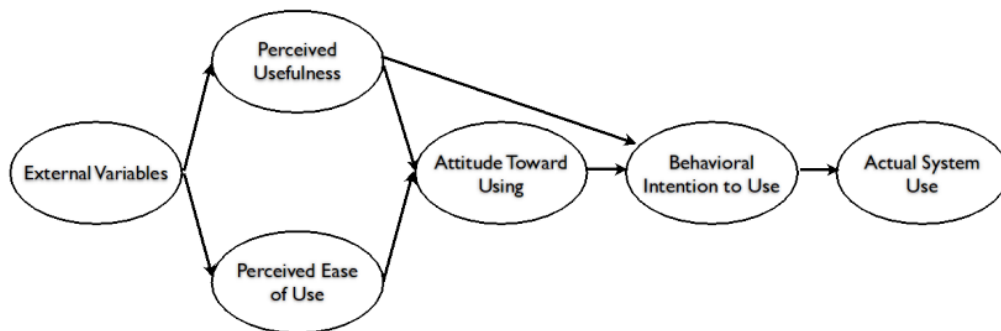 Perceived
Usefulness
External Variables
Attitude Toward
Using
Behavioral
Intention to Use
Actual System
Use
Perceived Ease
of Use